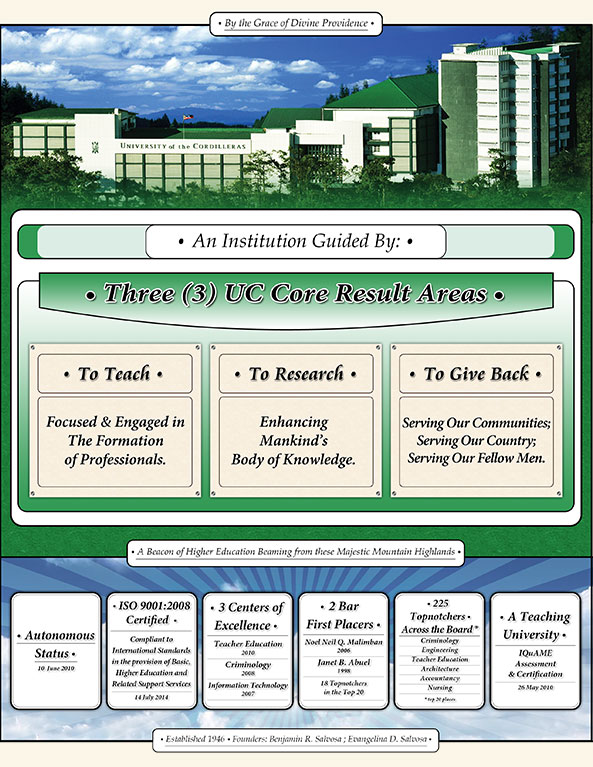 • By the Grace of Divine Providence •
UNIVERSITY of the CORDILLERAS
• An Institution Guided By: •
• Three (3) UC Core Result Areas •
• To Teach •
Focused & Engaged in
The Formation
of Professionals.
• To Research •
Enhancing
Mankind's
Body of Knowledge.
• To Give Back •
Serving Our Communities;
Serving Our Country;
Serving Our Fellow Men.
• A Beacon of Higher Education Beaming from these Majestic Mountain Highlands •
• Autonomous
Status •
10 June 2010
• ISO 9001:2008
Certified •
Compliant to
International Standards
in the provision of Basic,
Higher Education and
Related Support Services
14 July 2014
• 3 Centers of
Excellence •
Teacher Education
2010
Criminology
2008
Information Technology
2007
• 2 Bar
First Placers •
Noel Neil Q. Malimban
2006
Janet B. Abuel
1998
18 Topnotchers
in the Top 20
• 225
Topnotchers
Across the Board * •
Criminology
Engineering
Teacher Education
Architecture
Accountancy
Nursing
* top 20 places
• A Teaching
University •
IQuAME
Assessment
& Certification
26 May 2010
• Established 1946 • Founders: Benjamin R. Salvosa ; Evangelina D. Salvosa •